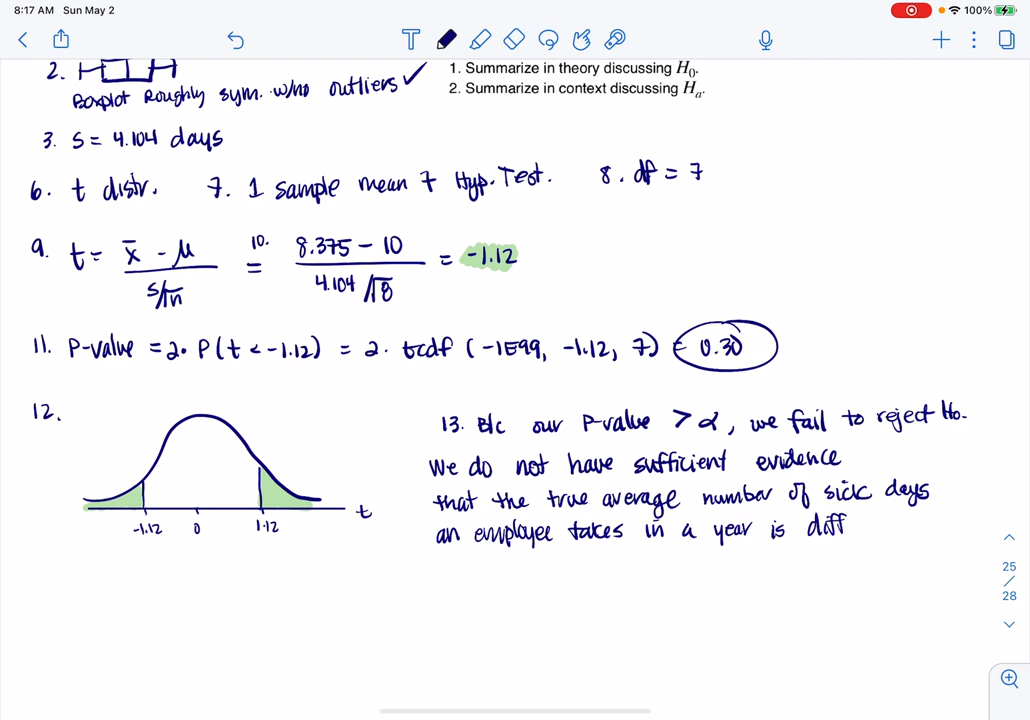 8:17 AM Sun May 2
100%
2.
1. Summarize in theory discussing H₀.
Boxplot Roughly sym. w/no outliers ✓
2. Summarize in context discussing Hₐ.
3. s = 4.104 days
6. t distr. 7. 1 sample mean t Hyp. Test. 8. df = 7
9. t = x̄ - μ / s/√n 10. = 8.375 - 10 / 4.104/√8 = -1.12
11. P-value = 2 • P(t < -1.12) = 2 • tcdf (-1E99, -1.12, 7) = 0.30
12.
-1.12 0 1.12 t
13. B/c our P-value > α, we fail to reject Ho.
We do not have sufficient evidence
that the true average number of sick days
an employee takes in a year is diff
25
/
28